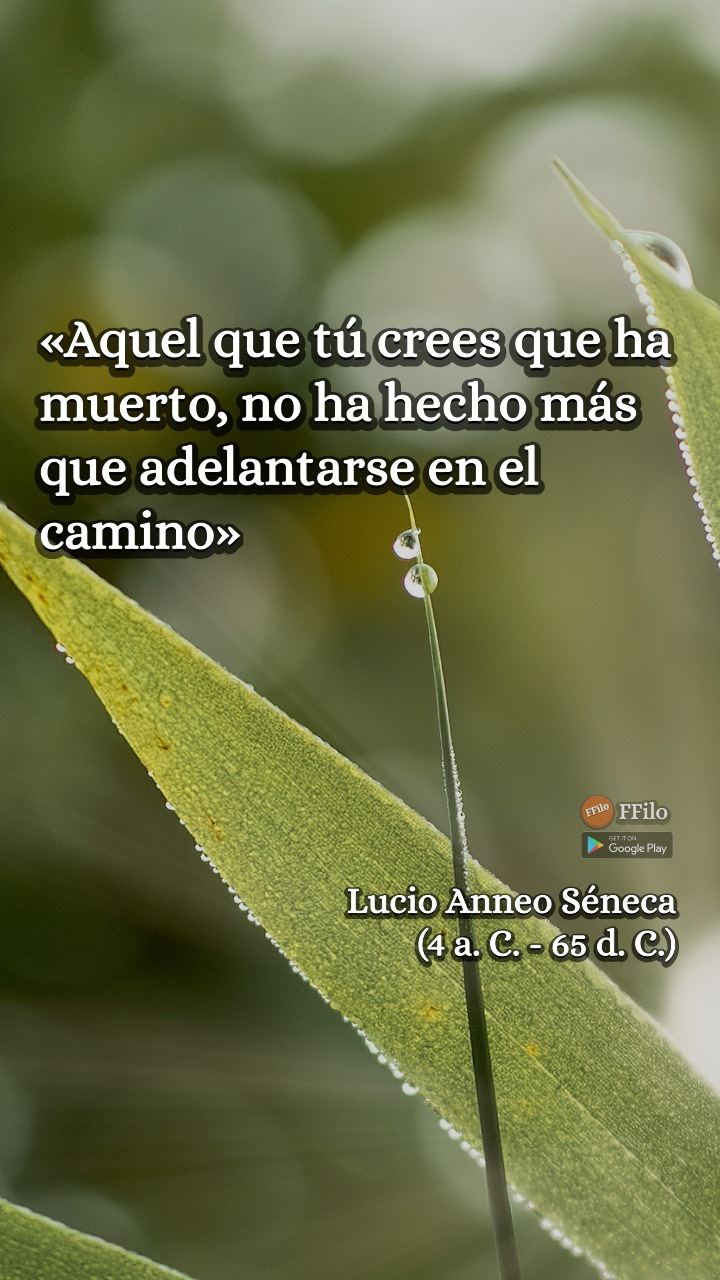 «Aquel que tú crees que ha
muerto, no ha hecho más
que adelantarse en el
camino»
FFilo FFilo
GET IT ON
Google Play
Lucio Anneo Séneca
(4 a. C. - 65 d. C.)